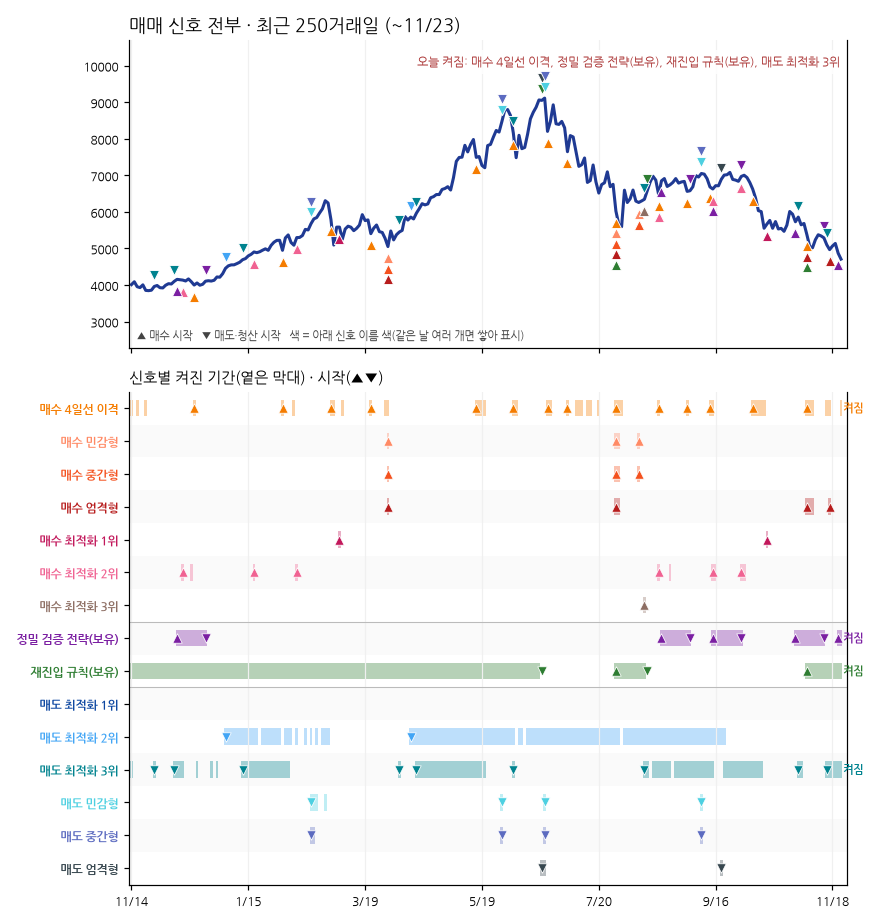 매매 신호 전부 · 최근 250거래일 (~11/23)
오늘 켜짐: 매수 4일선 이격, 정밀 검증 전략(보유), 재진입 규칙(보유), 매도 최적화 3위
10000
9000
8000
7000
6000
5000
4000
3000
▲ 매수 시작 ▼ 매도·청산 시작 색 = 아래 신호 이름 색(같은 날 여러 개면 쌓아 표시)
신호별 켜진 기간(옅은 막대) · 시작(▲▼)
매수 4일선 이격 켜짐
매수 민감형
매수 중간형
매수 엄격형
매수 최적화 1위
매수 최적화 2위
매수 최적화 3위
정밀 검증 전략(보유) 켜짐
재진입 규칙(보유) 켜짐
매도 최적화 1위
매도 최적화 2위
매도 최적화 3위 켜짐
매도 민감형
매도 중간형
매도 엄격형
11/14 1/15 3/19 5/19 7/20 9/16 11/18